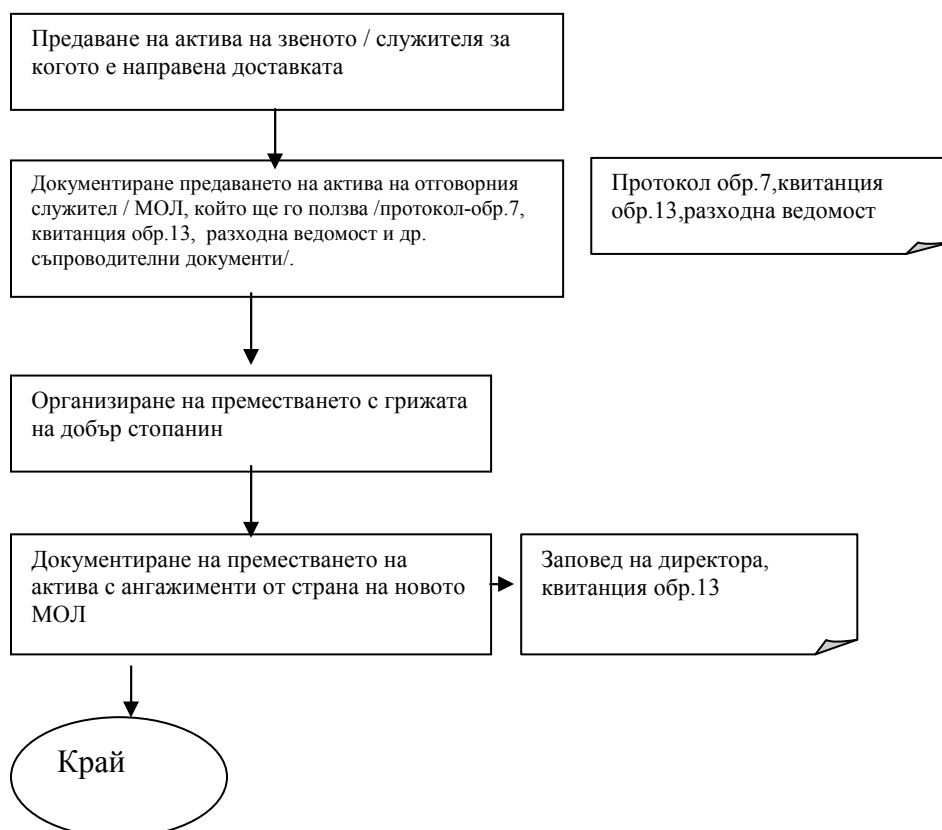 Предаване на актива на звеното / служителя за
когото е направена доставката
Документиране предаването на актива на отговорния
служител / МОЛ, който ще го ползва /протокол-обр.7,
квитанция обр.13, разходна ведомост и др.
съпроводителни документи/.
Протокол обр.7,квитанция
обр.13,разходна ведомост
Организиране на преместването с грижата
на добър стопанин
Документиране на преместването на
актива с ангажименти от страна на новото
МОЛ
Заповед на директора,
квитанция обр.13
Край